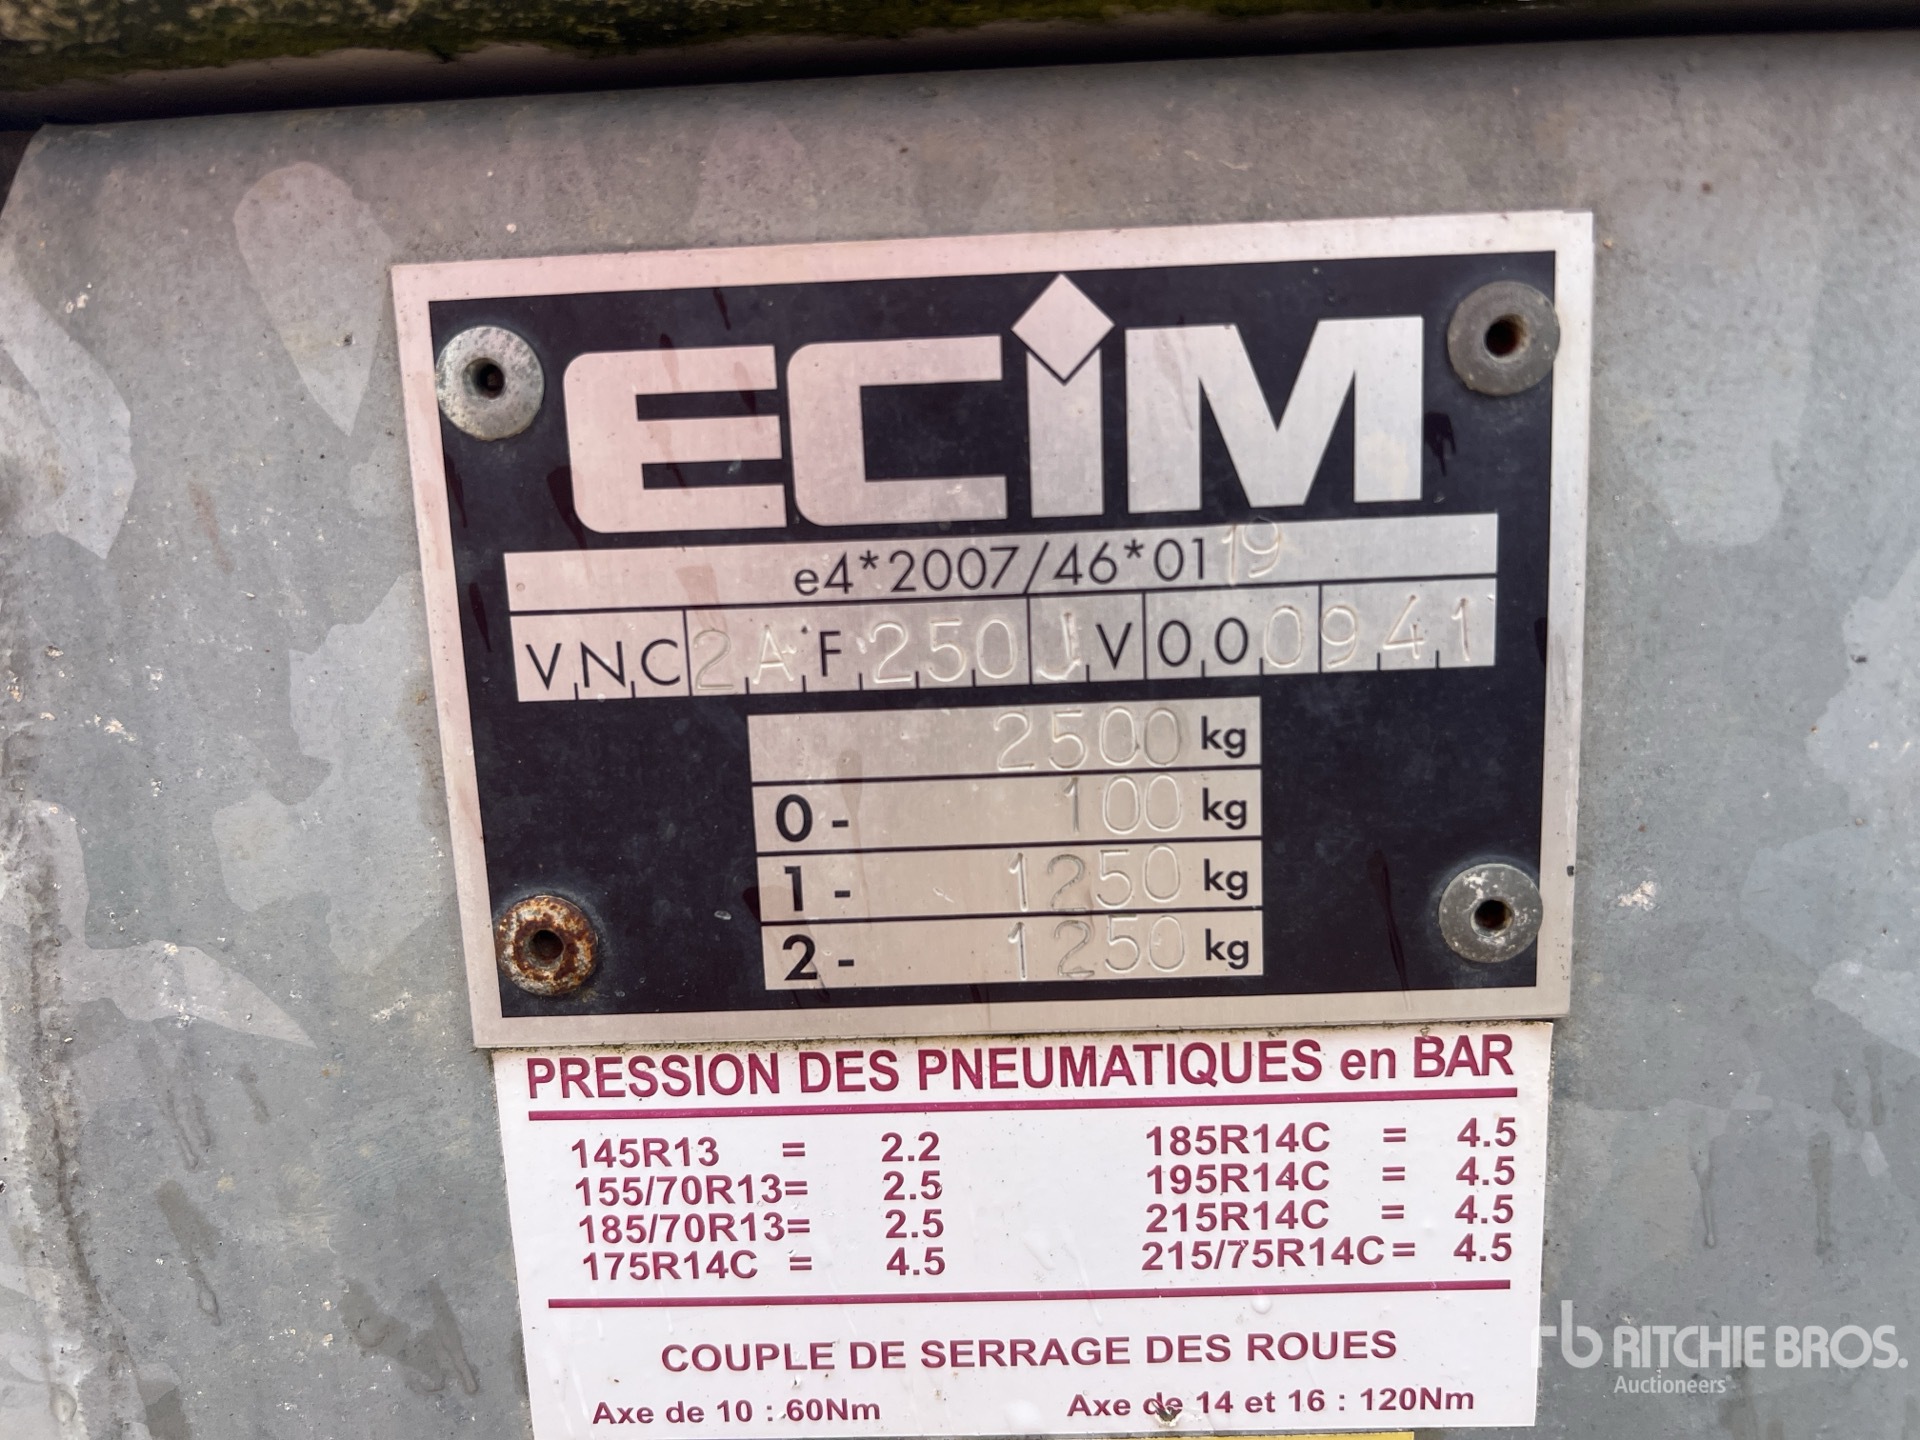 ECiM
e4*2007/46*0119
VNC2AF250JV0000941
2500 kg
0 - 100 kg
1 - 1250 kg
2 - 1250 kg
PRESSION DES PNEUMATIQUES en BAR
145R13 = 2.2 185R14C = 4.5
155/70R13= 2.5 195R14C = 4.5
185/70R13= 2.5 215R14C = 4.5
175R14C = 4.5 215/75R14C= 4.5
COUPLE DE SERRAGE DES ROUES
Axe de 10 : 60Nm Axe de 14 et 16 : 120Nm
rb RITCHIE BROS.
Auctioneers